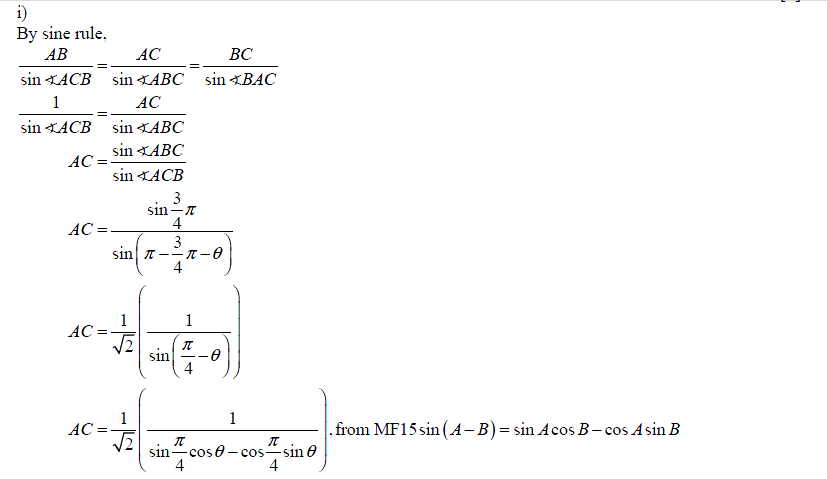 i)
By sine rule,
AB/sin ∡ACB = AC/sin ∡ABC = BC/sin ∡BAC
1/sin ∡ACB = AC/sin ∡ABC
AC = sin ∡ABC/sin ∡ACB
AC = sin 3/4 π/sin(π − 3/4 π − θ)
AC = 1/√2 (1/sin(π/4 − θ))
AC = 1/√2 (1/(sin π/4 cos θ − cos π/4 sin θ)), from MF15 sin(A − B) = sin A cos B − cos A sin B